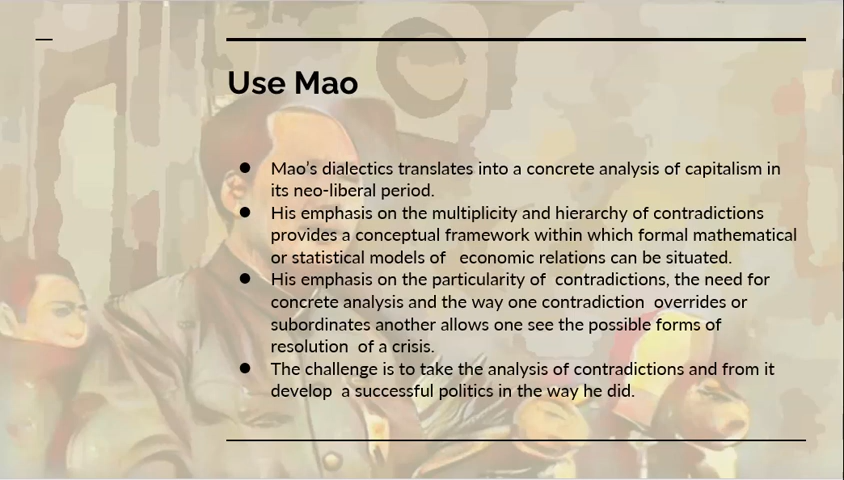 Use Mao
● Mao's dialectics translates into a concrete analysis of capitalism in
its neo-liberal period.
● His emphasis on the multiplicity and hierarchy of contradictions
provides a conceptual framework within which formal mathematical
or statistical models of   economic relations can be situated.
● His emphasis on the particularity of  contradictions, the need for
concrete analysis and the way one contradiction  overrides or
subordinates another allows one see the possible forms of
resolution  of a crisis.
● The challenge is to take the analysis of contradictions and from it
develop  a successful politics in the way he did.